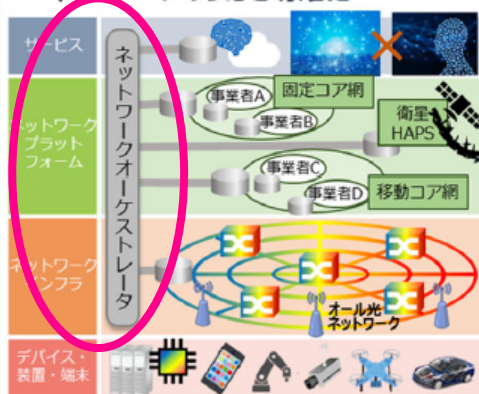 サービス
ネットワークオーケストレータ
ネットワーク
プラット
フォーム
事業者A
固定コア網
事業者B
衛星
HAPS
事業者C
事業者D
移動コア網
ネットワーク
インフラ
オール光
ネットワーク
デバイス・
装置・端末